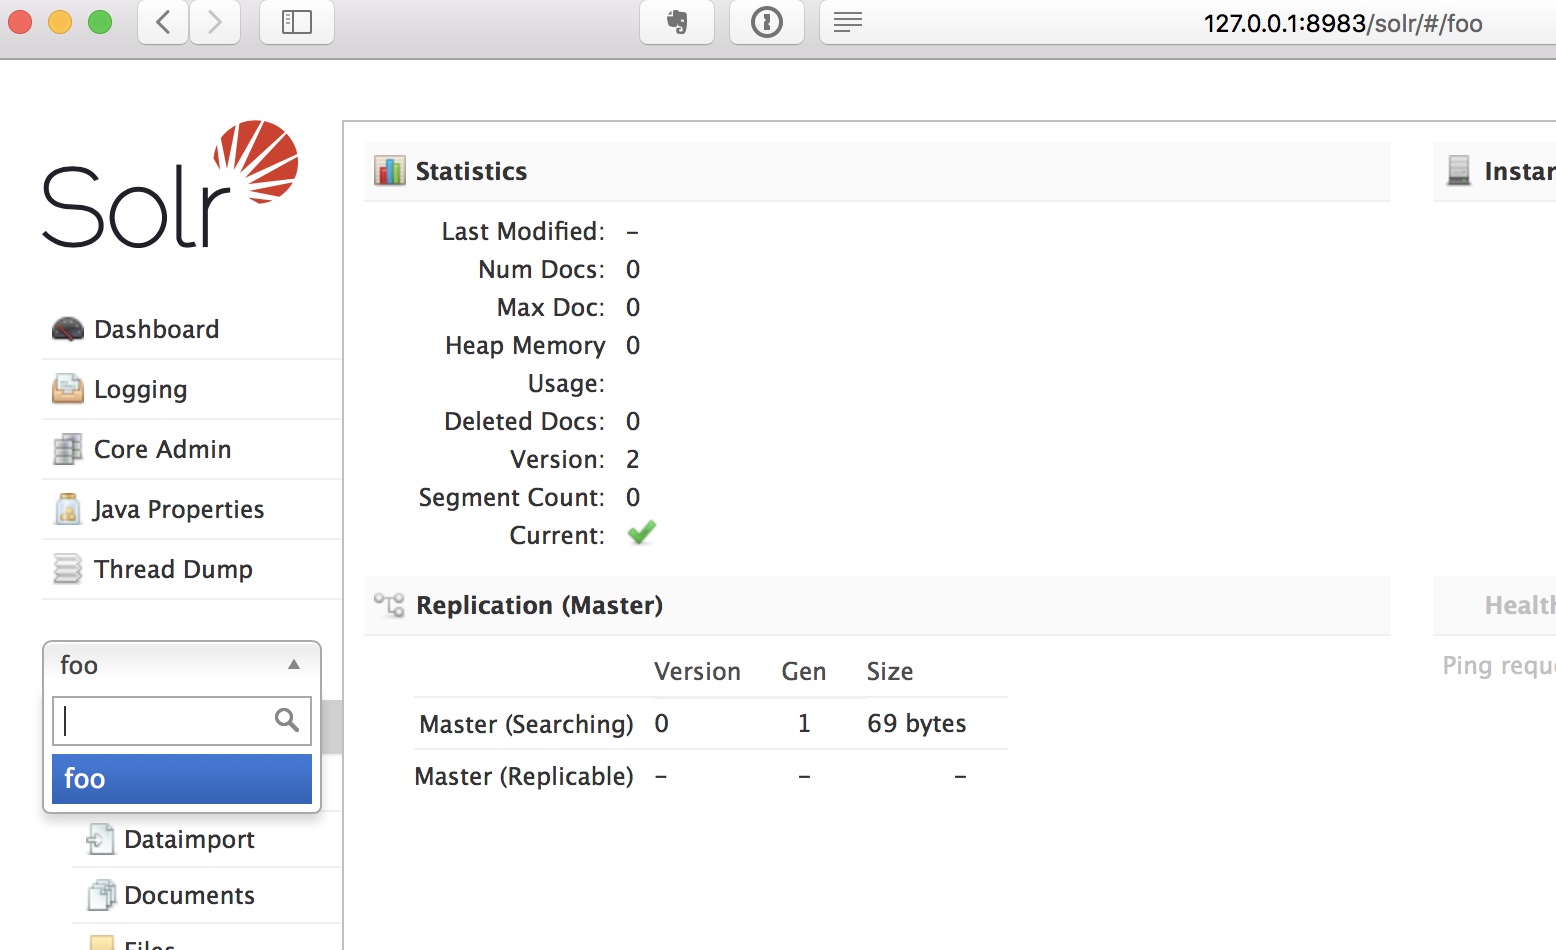 127.0.0.1:8983/solr/#/foo
Solr
Dashboard
Logging
Core Admin
Java Properties
Thread Dump
foo
foo
Dataimport
Documents
Files
Statistics
Last Modified: –
Num Docs: 0
Max Doc: 0
Heap Memory 0
Usage:
Deleted Docs: 0
Version: 2
Segment Count: 0
Current:
Replication (Master)
Version Gen Size
Master (Searching) 0 1 69 bytes
Master (Replicable) – – –
Instan
Health
Ping reque